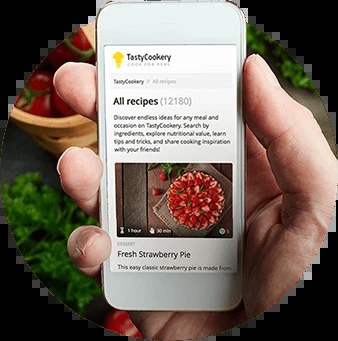 TastyCookery
COOK FOR REAL
TastyCookery // All recipes
All recipes (12180)
Discover endless ideas for any meal and
occasion on TastyCookery. Search by
ingredients, explore nutritional value, learn
tips and tricks, and share cooking inspiration
with your friends!
1 hour 30 min 5
DESSERT
Fresh Strawberry Pie
This easy classic strawberry pie is made from